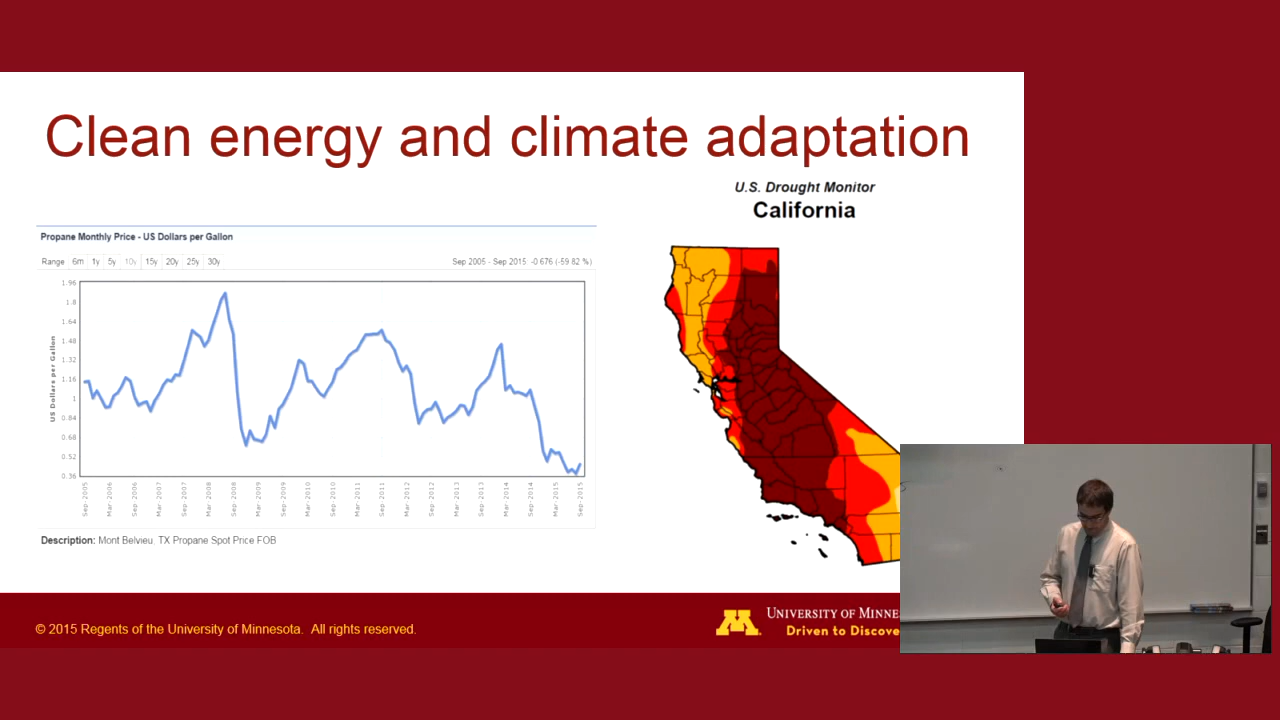 Clean energy and climate adaptation
U.S. Drought Monitor
California
Propane Monthly Price - US Dollars per Gallon
Range 6m 1y 5y 10y 15y 20y 25y 30y
Sep 2005 - Sep 2015: -0.676 (-59.82 %)
1.96
1.8
1.64
1.48
1.32
1.16
1
0.84
0.68
0.52
0.36
US Dollars per Gallon
Sep-2005
Mar-2006
Sep-2006
Mar-2007
Sep-2007
Mar-2008
Sep-2008
Mar-2009
Sep-2009
Mar-2010
Sep-2010
Mar-2011
Sep-2011
Mar-2012
Sep-2012
Mar-2013
Sep-2013
Mar-2014
Sep-2014
Mar-2015
Sep-2015
Description: Mont Belvieu, TX Propane Spot Price FOB
© 2015 Regents of the University of Minnesota. All rights reserved.
M
UNIVERSITY OF MINNE
Driven to Discove